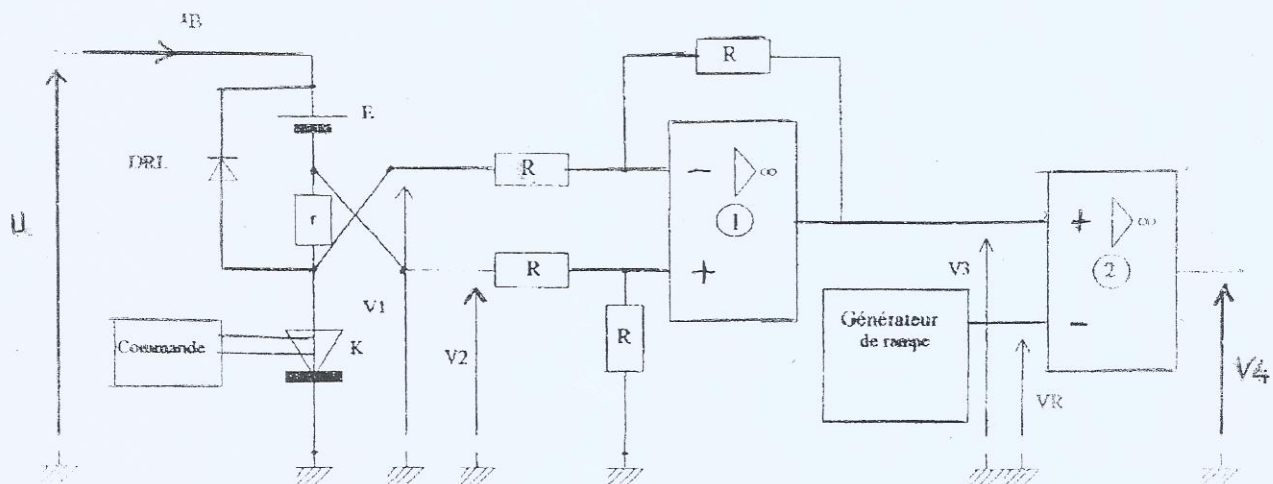 iB
R
E
DRL
R
-
∞
r
1
+
∞
U
R
+
2
V1
V3
-
Commande
K
V2
R
Générateur
de rampe
V4
VR